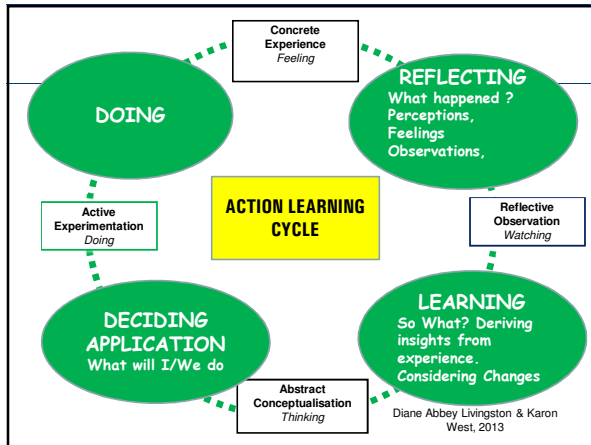 Concrete
Experience
Feeling
DOING
REFLECTING
What happened ?
Perceptions,
Feelings
Observations,
Active
Experimentation
Doing
ACTION LEARNING
CYCLE
Reflective
Observation
Watching
DECIDING
APPLICATION
What will I/We do
LEARNING
So What? Deriving
insights from
experience.
Considering Changes
Abstract
Conceptualisation
Thinking
Diane Abbey Livingston & Karon
West, 2013